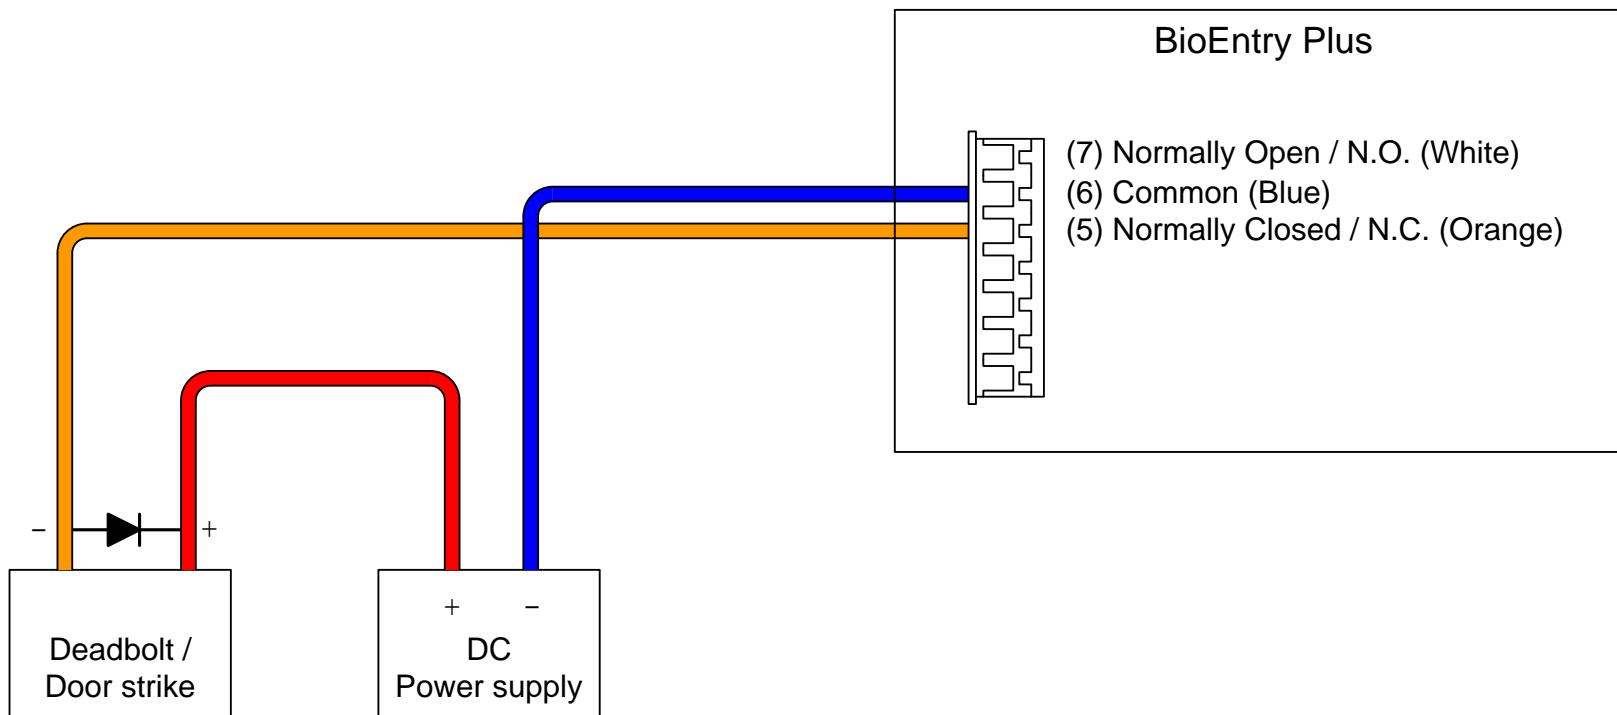 BioEntry Plus
(7) Normally Open / N.O. (White)
(6) Common (Blue)
(5) Normally Closed / N.C. (Orange)
− +
+ −
Deadbolt /
Door strike
DC
Power supply